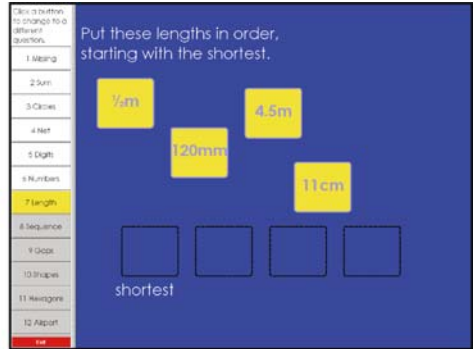 Click a button
to change to a
different
question.
1 Missing
2 Sum
3 Circles
4 Net
5 Digits
6 Numbers
7 Length
8 Sequence
9 Gaps
10 Shapes
11 Hexagons
12 Airport
Exit
Put these lengths in order,
starting with the shortest.
½m
4.5m
120mm
11cm
shortest